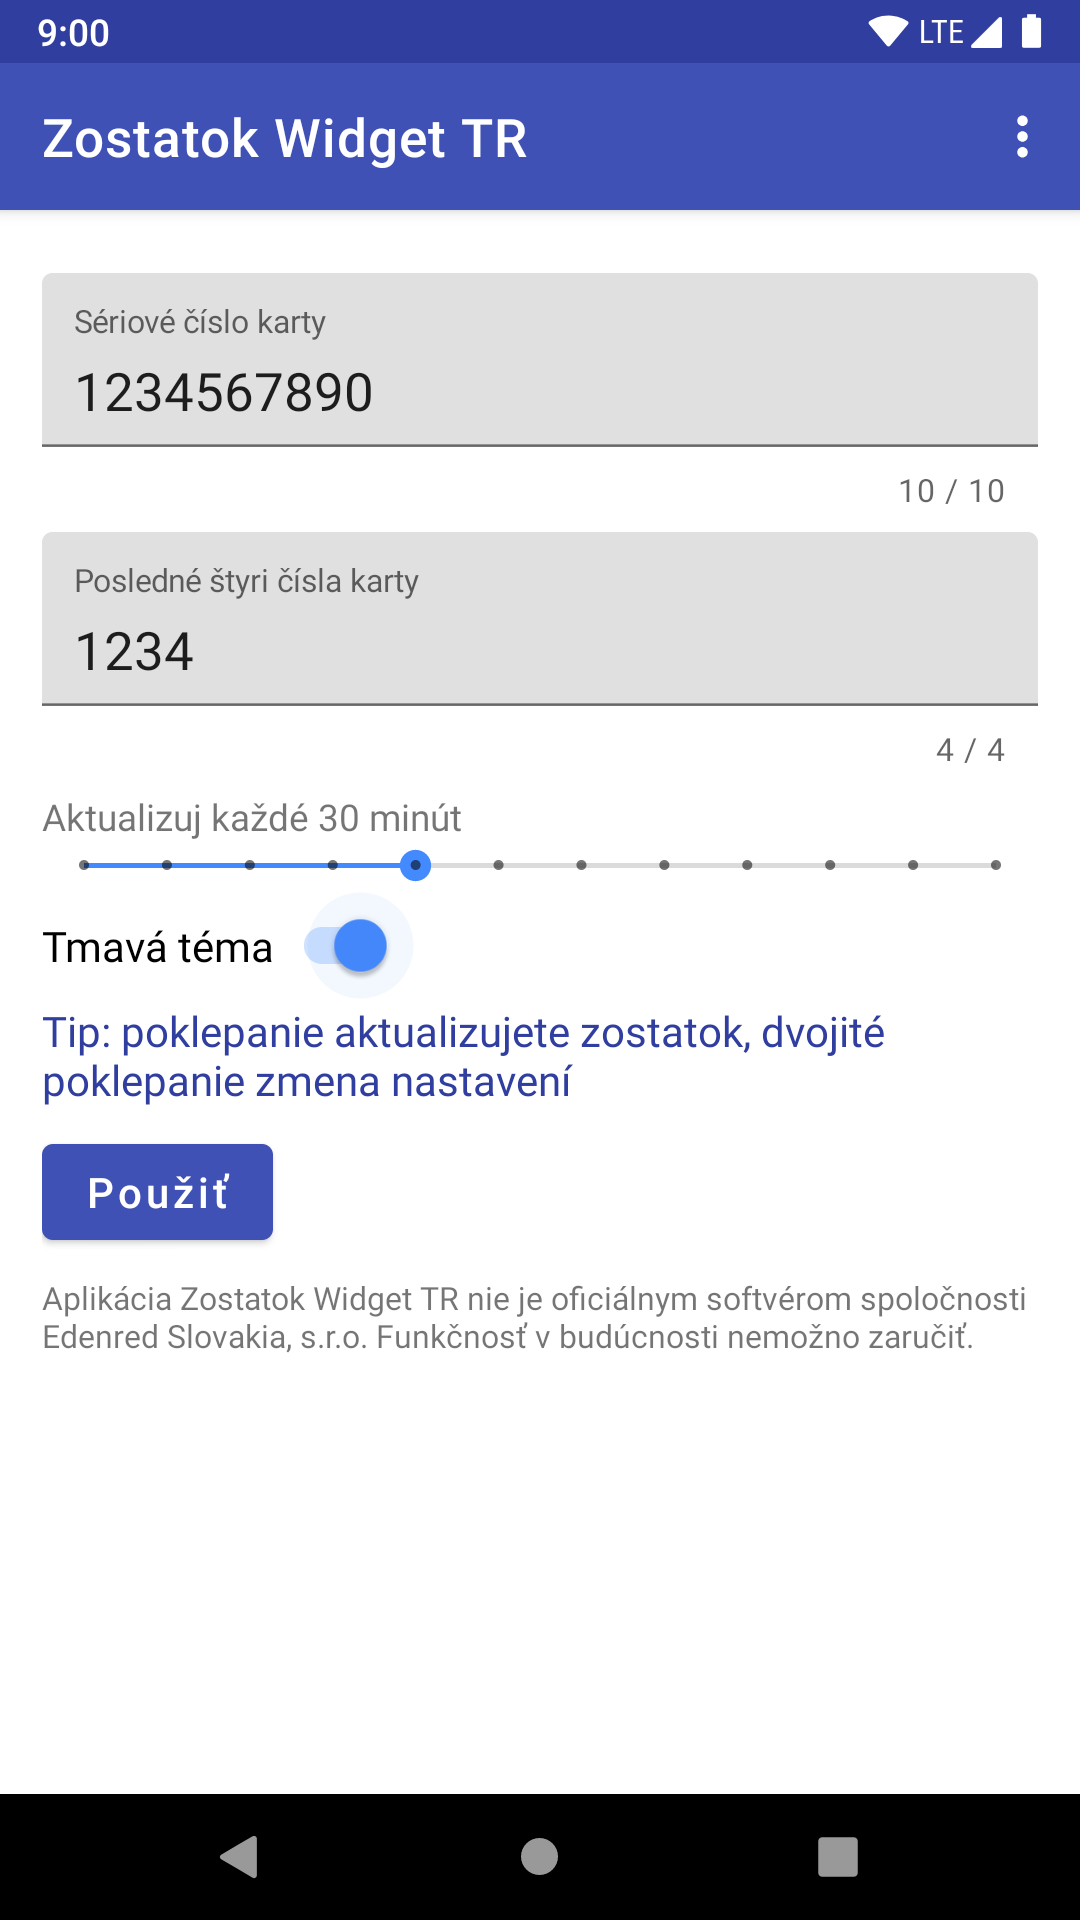 9:00
LTE
Zostatok Widget TR
Sériové číslo karty
1234567890
10 / 10
Posledné štyri čísla karty
1234
4 / 4
Aktualizuj každé 30 minút
Tmavá téma
Tip: poklepanie aktualizujete zostatok, dvojité
poklepanie zmena nastavení
Použiť
Aplikácia Zostatok Widget TR nie je oficiálnym softvérom spoločnosti
Edenred Slovakia, s.r.o. Funkčnosť v budúcnosti nemožno zaručiť.